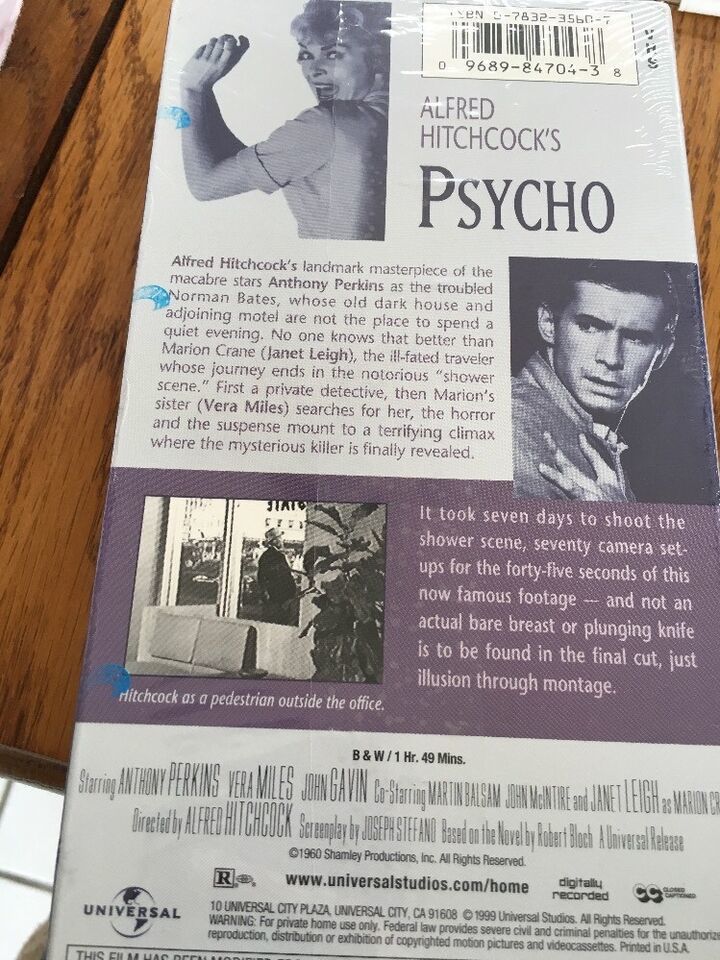 0-7832-3560-7
VHS
0 9689-84704-3 8
ALFRED
HITCHCOCK'S
PSYCHO
Alfred Hitchcock's landmark masterpiece of the
macabre stars Anthony Perkins as the troubled
Norman Bates, whose old dark house and
adjoining motel are not the place to spend a
quiet evening. No one knows that better than
Marion Crane (Janet Leigh), the ill-fated traveler
whose journey ends in the notorious "shower
scene." First a private detective, then Marion's
sister (Vera Miles) searches for her, the horror
and the suspense mount to a terrifying climax
where the mysterious killer is finally revealed.
It took seven days to shoot the
shower scene, seventy camera set-
ups for the forty-five seconds of this
now famous footage — and not an
actual bare breast or plunging knife
is to be found in the final cut, just
illusion through montage.
Hitchcock as a pedestrian outside the office.
B & W / 1 Hr. 49 Mins.
Starring ANTHONY PERKINS VERA MILES JOHN GAVIN Co-Starring MARTIN BALSAM JOHN McINTIRE and JANET LEIGH as MARION CR
Directed by ALFRED HITCHCOCK Screenplay by JOSEPH STEFANO Based on the Novel by Robert Bloch A Universal Release
©1960 Shamley Productions, Inc. All Rights Reserved.
R www.universalstudios.com/home digitally
recorded
CC CLOSED
CAPTIONED
UNIVERSAL
10 UNIVERSAL CITY PLAZA, UNIVERSAL CITY, CA 91608 © 1999 Universal Studios. All Rights Reserved.
WARNING: For private home use only. Federal law provides severe civil and criminal penalties for the unauthorize
reproduction, distribution or exhibition of copyrighted motion pictures and videocassettes. Printed in U.S.A.
THIS FILM HAS BEEN MODIFIED